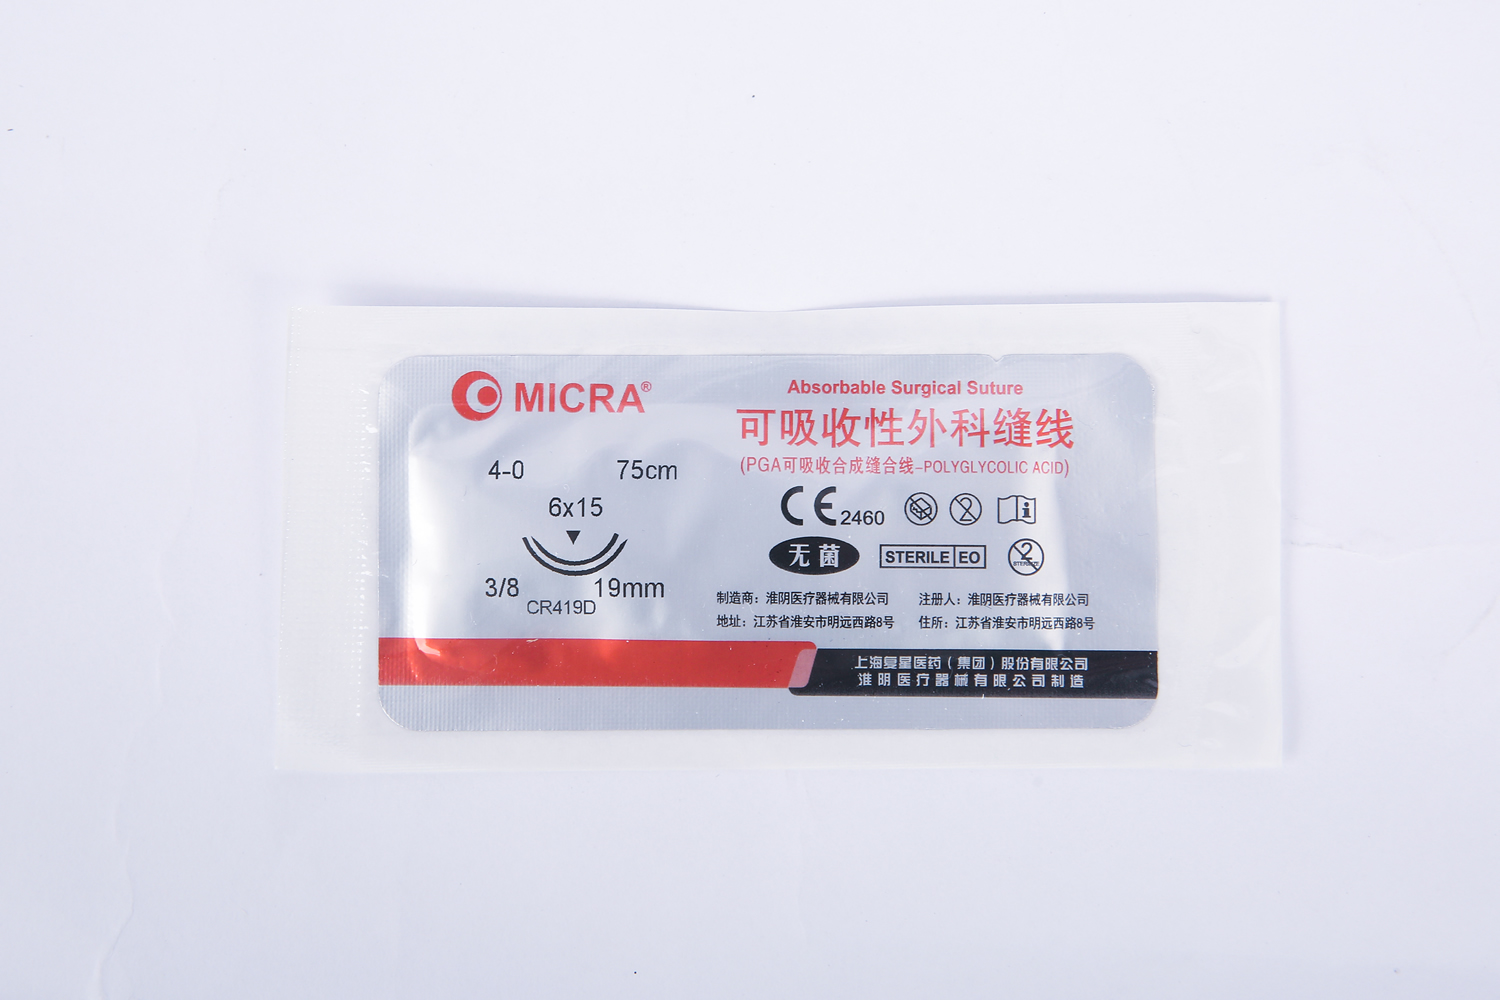 MICRA®
Absorbable Surgical Suture
可吸收性外科缝线
(PGA可吸收合成缝合线-POLYGLYCOLIC ACID)
4-0 75cm
6x15
3/8 19mm
CR419D
CE 2460
2
无菌
STERILE EO
2
STERILIZE
制造商：淮阴医疗器械有限公司 注册人：淮阴医疗器械有限公司
地址：江苏省淮安市明远西路8号 住所：江苏省淮安市明远西路8号
上海复星医药（集团）股份有限公司
淮阴医疗器械有限公司制造